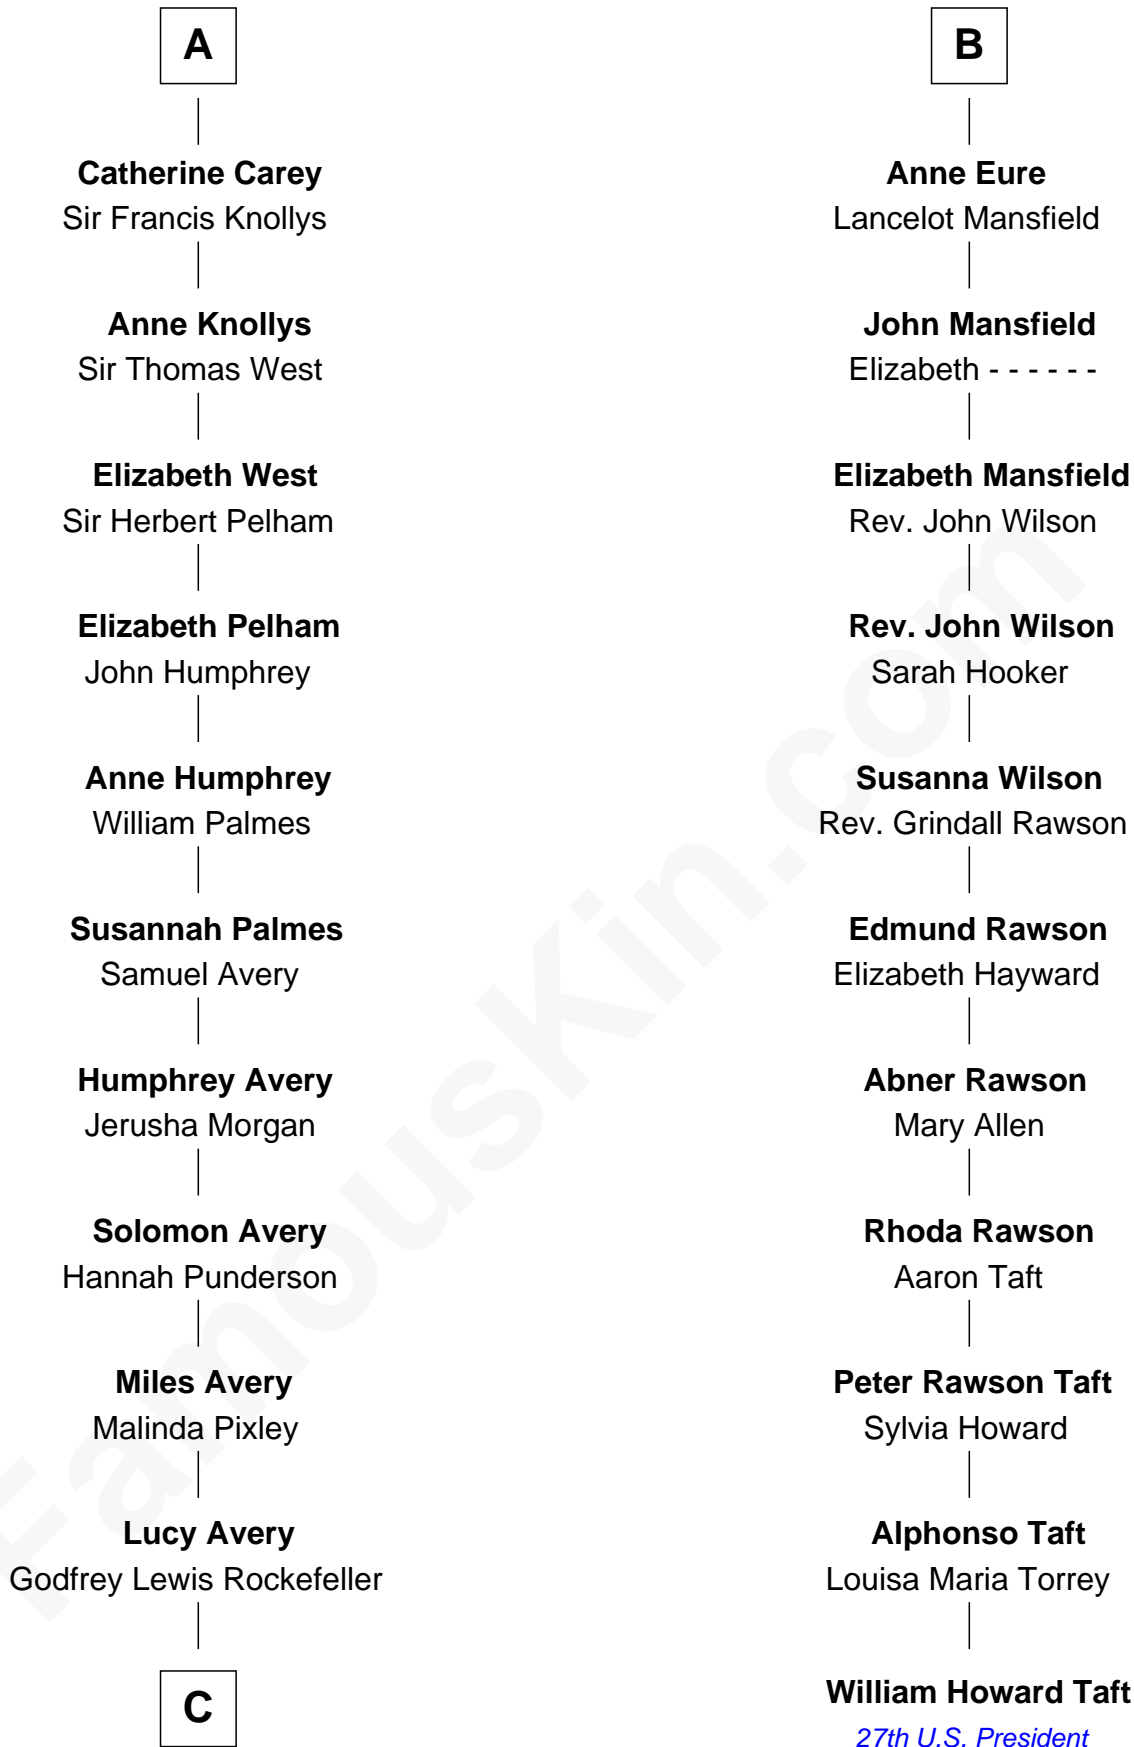 A
Catherine Carey
Sir Francis Knollys
Anne Knollys
Sir Thomas West
Elizabeth West
Sir Herbert Pelham
Elizabeth Pelham
John Humphrey
Anne Humphrey
William Palmes
Susannah Palmes
Samuel Avery
Humphrey Avery
Jerusha Morgan
Solomon Avery
Hannah Punderson
Miles Avery
Malinda Pixley
Lucy Avery
Godfrey Lewis Rockefeller
C
B
Anne Eure
Lancelot Mansfield
John Mansfield
Elizabeth - - - - - -
Elizabeth Mansfield
Rev. John Wilson
Rev. John Wilson
Sarah Hooker
Susanna Wilson
Rev. Grindall Rawson
Edmund Rawson
Elizabeth Hayward
Abner Rawson
Mary Allen
Rhoda Rawson
Aaron Taft
Peter Rawson Taft
Sylvia Howard
Alphonso Taft
Louisa Maria Torrey
William Howard Taft
27th U.S. President
FamousKin.com